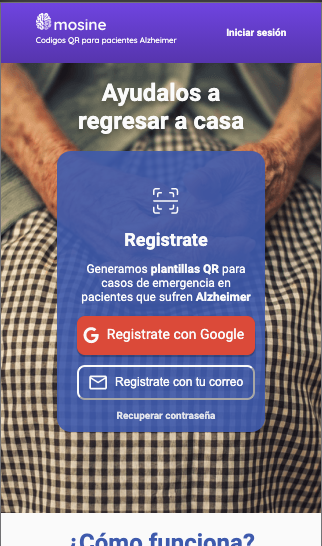 mosine
Codigos QR para pacientes Alzheimer
Iniciar sesión
Ayudalos a
regresar a casa
Registrate
Generamos plantillas QR para
casos de emergencia en
pacientes que sufren Alzheimer
G Registrate con Google
Registrate con tu correo
Recuperar contraseña
¿Cómo funciona?